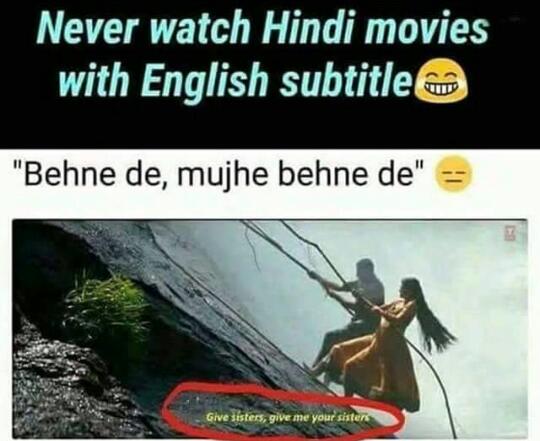 Never watch Hindi movies
with English subtitle😂
"Behne de, mujhe behne de" 😑
Give sisters, give me your sisters